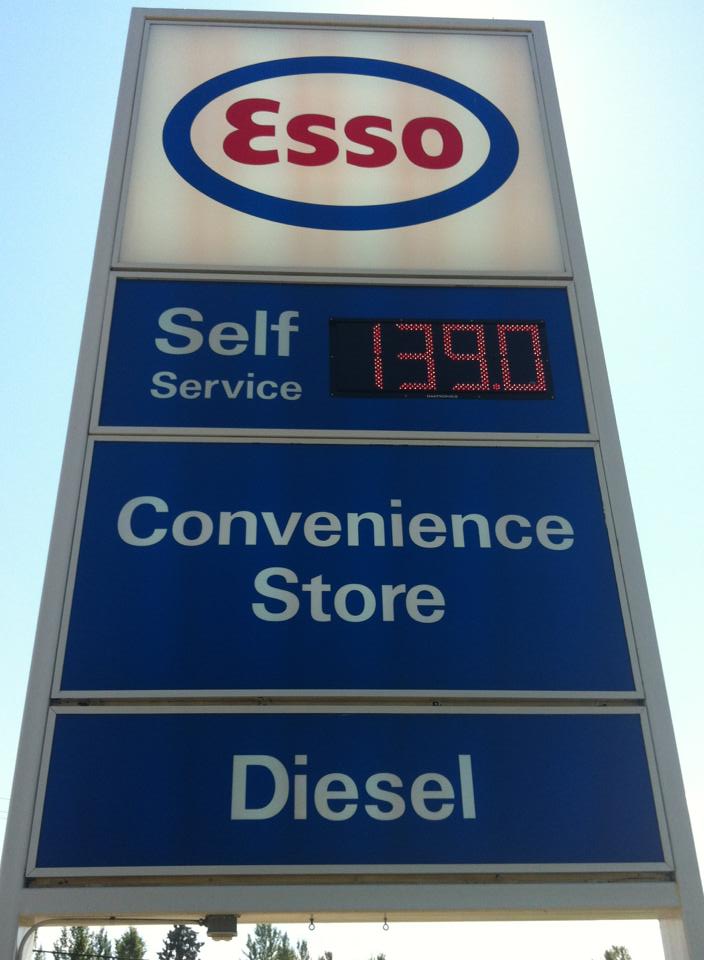 Esso
Self 139.0
Service
Convenience
Store
Diesel